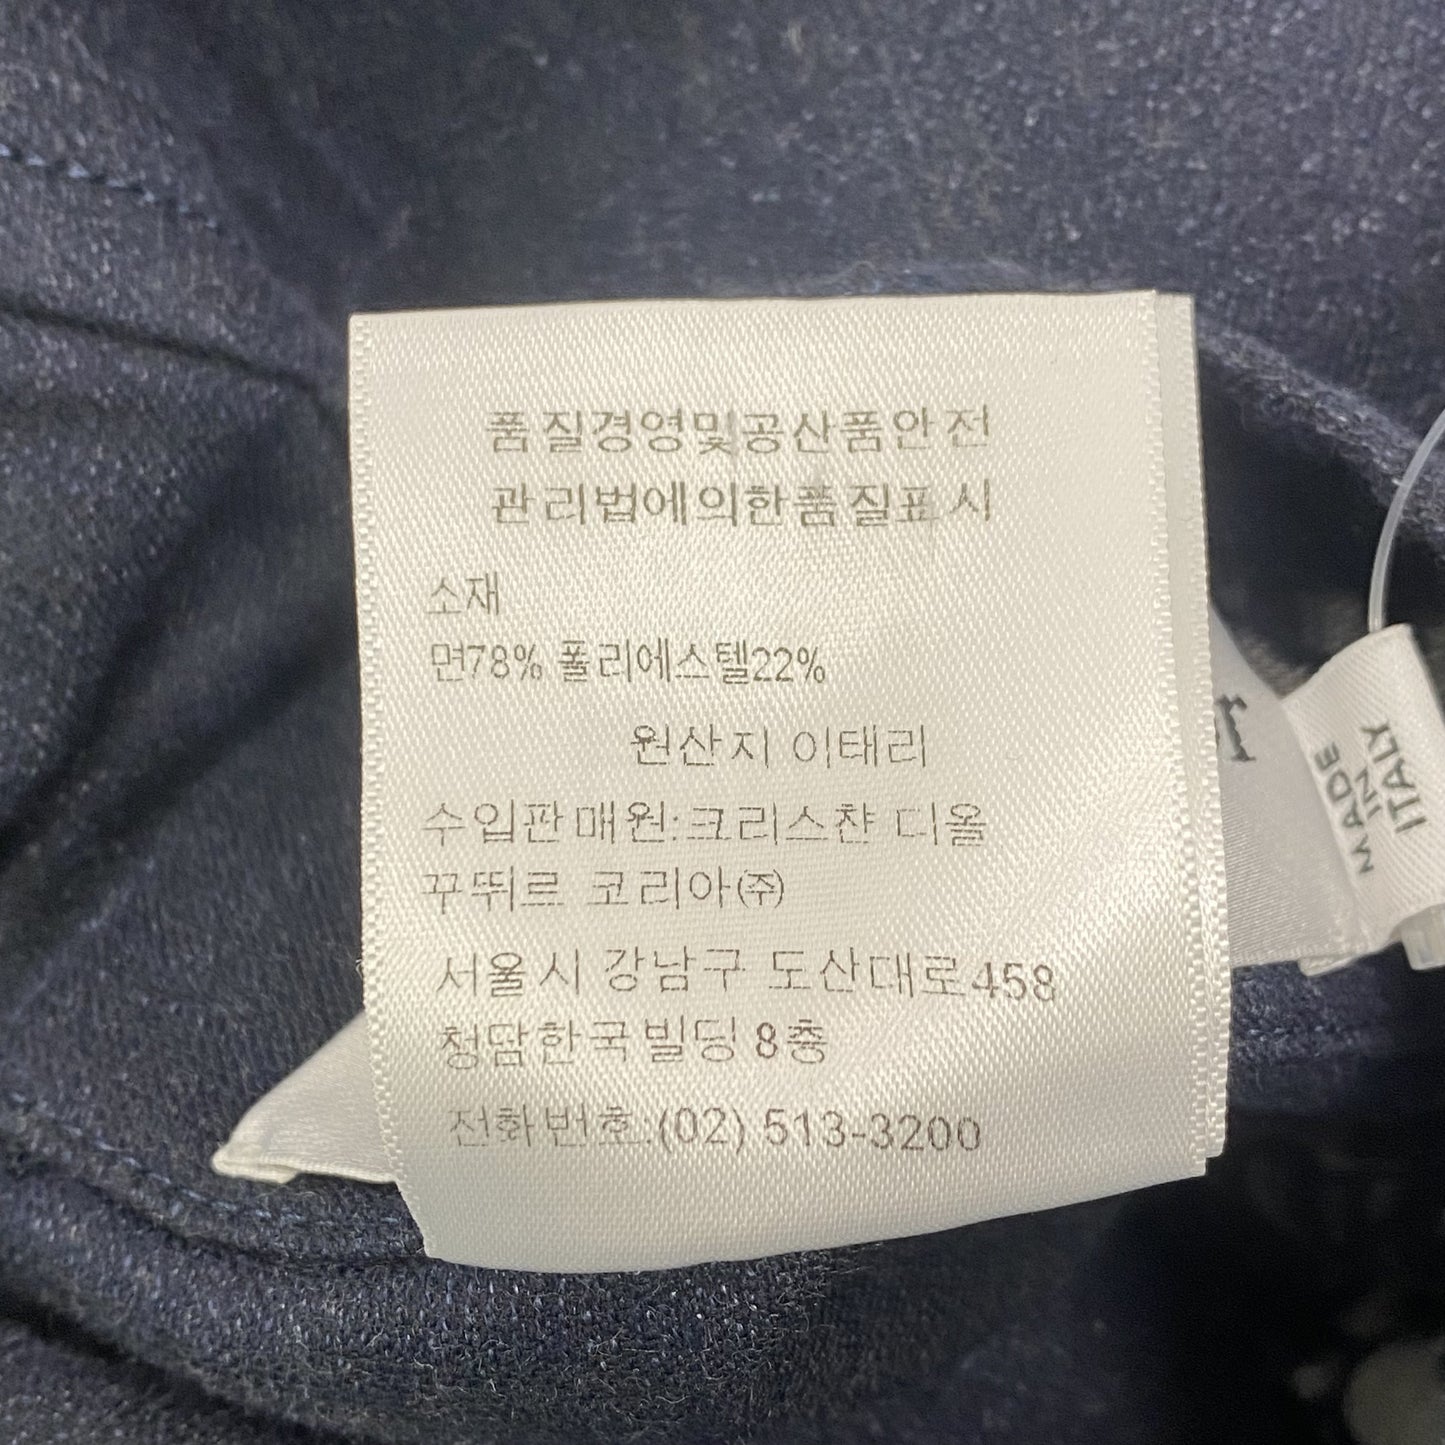 품질경영및공산품안전
관리법에의한품질표시
소재
면78% 폴리에스텔22%
원산지 이태리
수입판매원:크리스챤 디올
꾸뛰르 코리아㈜
서울시 강남구 도산대로458
청담한국빌딩 8층
전화번호:(02) 513-3200
MADE
IN
ITALY